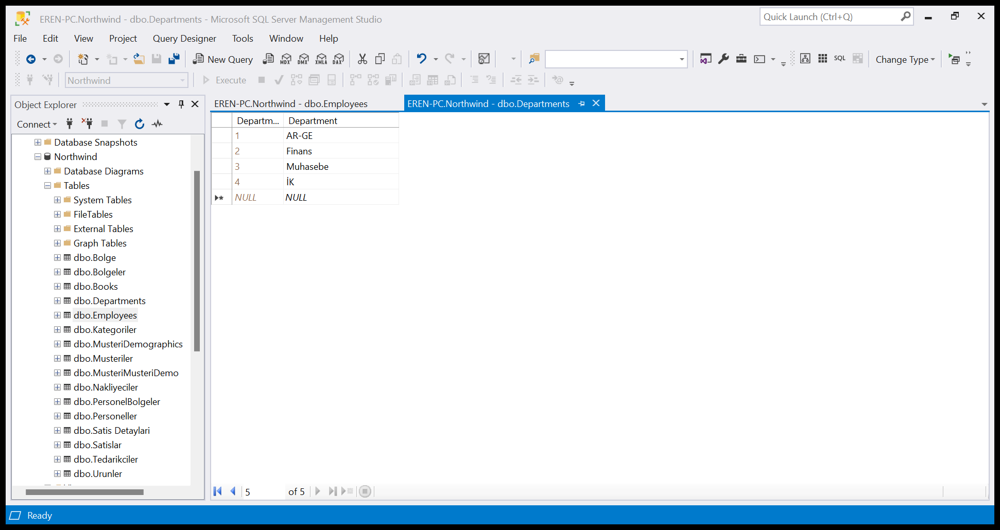 EREN-PC.Northwind - dbo.Departments - Microsoft SQL Server Management Studio
Quick Launch (Ctrl+Q)
File Edit View Project Query Designer Tools Window Help
New Query MDX DMX XMLA DAX SQL Change Type
Northwind Execute
Object Explorer
Connect
Database Snapshots
Northwind
Database Diagrams
Tables
System Tables
FileTables
External Tables
Graph Tables
dbo.Bolge
dbo.Bolgeler
dbo.Books
dbo.Departments
dbo.Employees
dbo.Kategoriler
dbo.MusteriDemographics
dbo.Musteriler
dbo.MusteriMusteriDemo
dbo.Nakliyeciler
dbo.PersonelBolgeler
dbo.Personeller
dbo.Satis Detaylari
dbo.Satislar
dbo.Tedarikciler
dbo.Urunler
EREN-PC.Northwind - dbo.Employees EREN-PC.Northwind - dbo.Departments
Departm... Department
1 AR-GE
2 Finans
3 Muhasebe
4 İK
NULL NULL
5 of 5
Ready